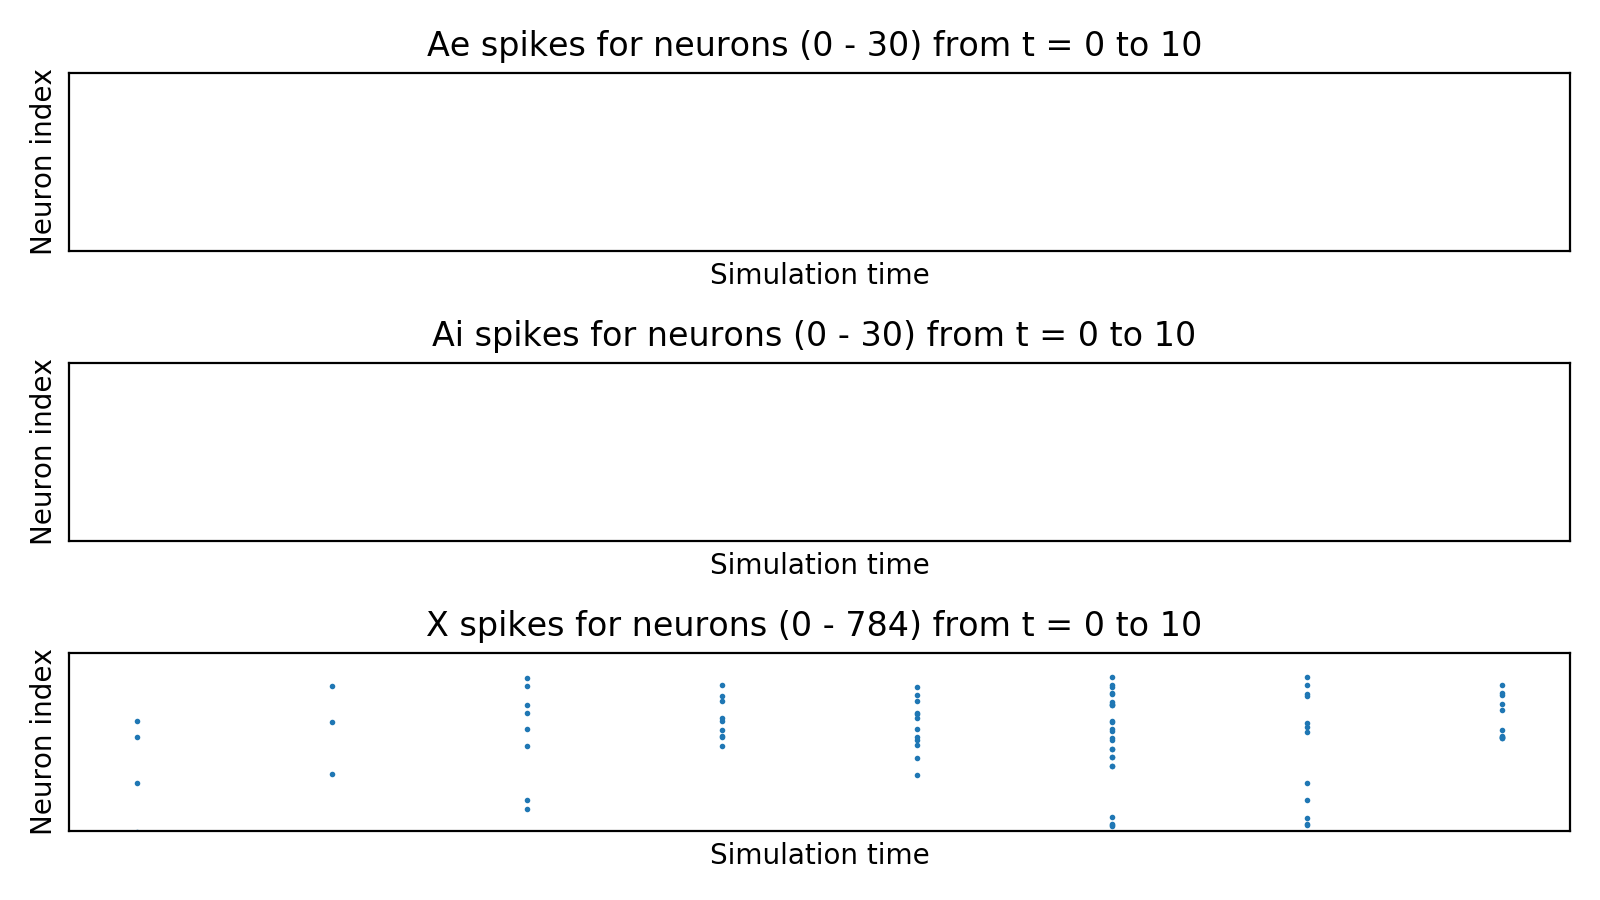 Ae spikes for neurons (0 - 30) from t = 0 to 10
Neuron index
Simulation time
Ai spikes for neurons (0 - 30) from t = 0 to 10
Neuron index
Simulation time
X spikes for neurons (0 - 784) from t = 0 to 10
Neuron index
Simulation time